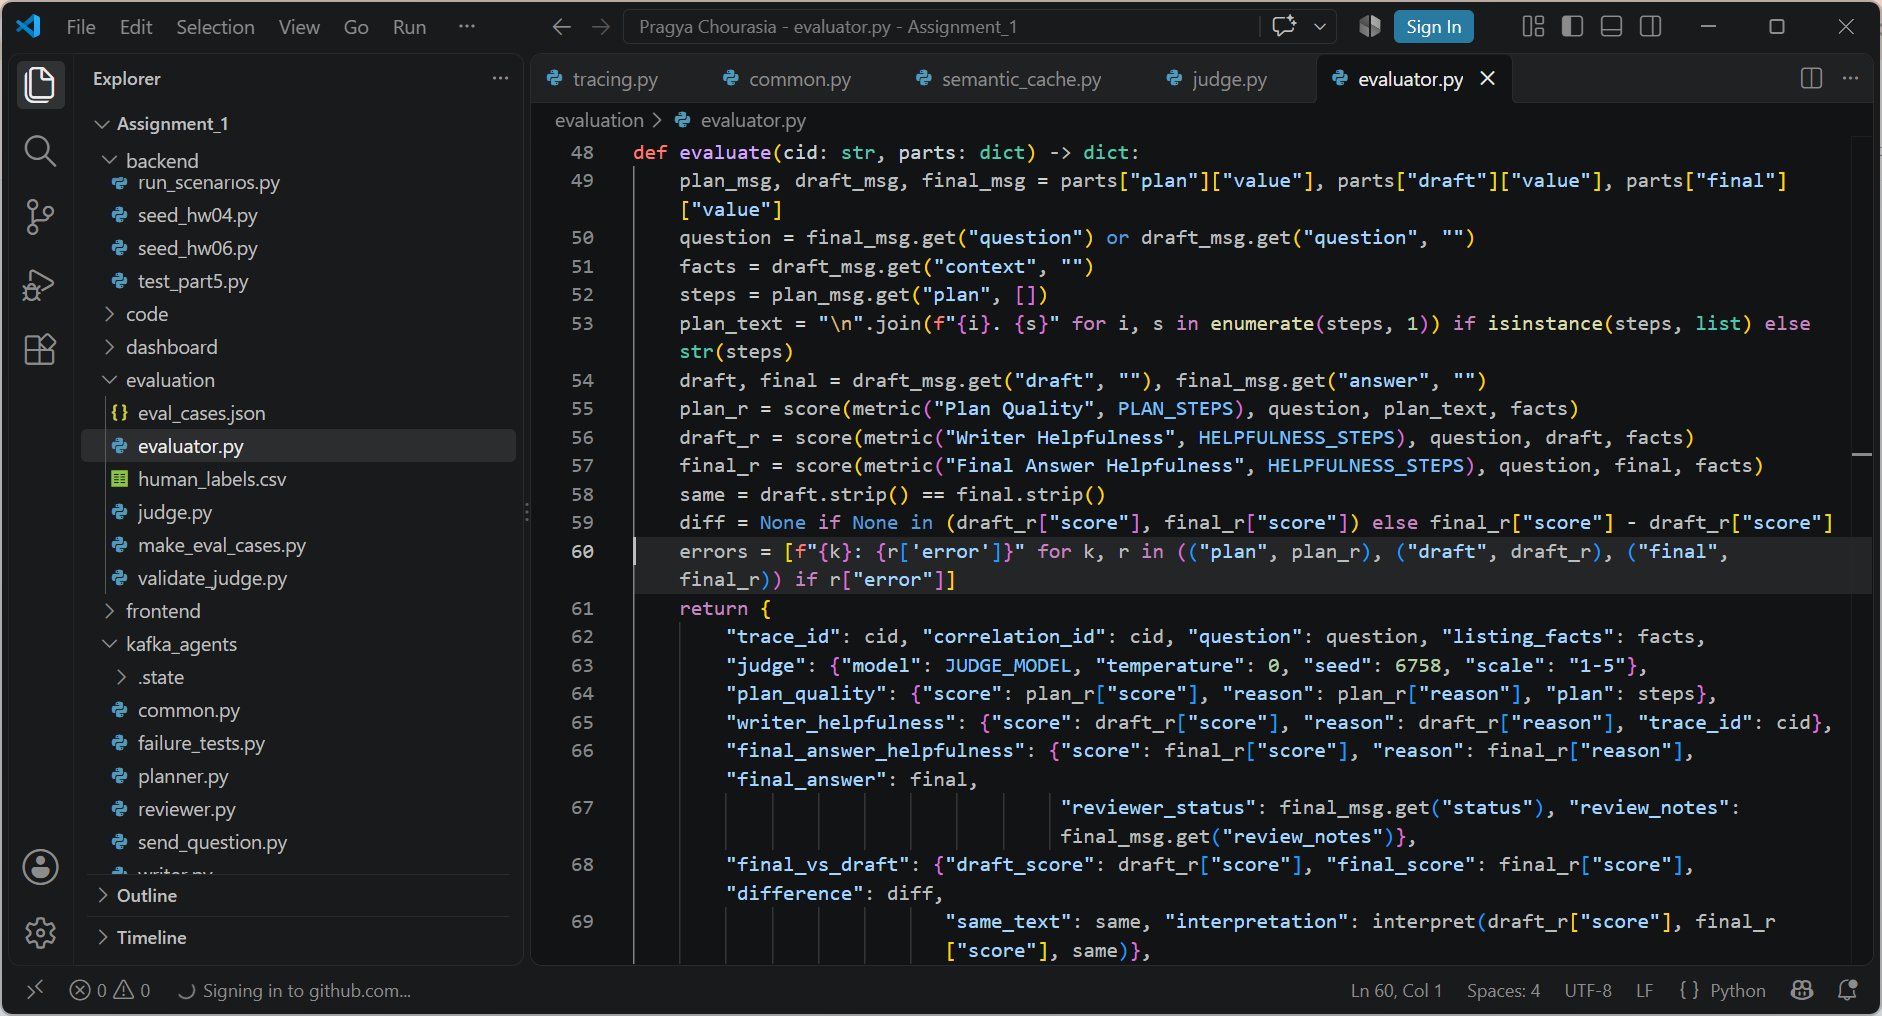 File Edit Selection View Go Run ···
Pragya Chourasia - evaluator.py - Assignment_1
Sign In
Explorer
Assignment_1
backend
run_scenarios.py
seed_hw04.py
seed_hw06.py
test_part5.py
code
dashboard
evaluation
{} eval_cases.json
evaluator.py
human_labels.csv
judge.py
make_eval_cases.py
validate_judge.py
frontend
kafka_agents
.state
common.py
failure_tests.py
planner.py
reviewer.py
send_question.py
writer.py
Outline
Timeline
tracing.py common.py semantic_cache.py judge.py evaluator.py
evaluation > evaluator.py
48 def evaluate(cid: str, parts: dict) -> dict:
49 plan_msg, draft_msg, final_msg = parts["plan"]["value"], parts["draft"]["value"], parts["final"]
["value"]
50 question = final_msg.get("question") or draft_msg.get("question", "")
51 facts = draft_msg.get("context", "")
52 steps = plan_msg.get("plan", [])
53 plan_text = "\n".join(f"{i}. {s}" for i, s in enumerate(steps, 1)) if isinstance(steps, list) else
str(steps)
54 draft, final = draft_msg.get("draft", ""), final_msg.get("answer", "")
55 plan_r = score(metric("Plan Quality", PLAN_STEPS), question, plan_text, facts)
56 draft_r = score(metric("Writer Helpfulness", HELPFULNESS_STEPS), question, draft, facts)
57 final_r = score(metric("Final Answer Helpfulness", HELPFULNESS_STEPS), question, final, facts)
58 same = draft.strip() == final.strip()
59 diff = None if None in (draft_r["score"], final_r["score"]) else final_r["score"] - draft_r["score"]
60 errors = [f"{k}: {r['error']}" for k, r in (("plan", plan_r), ("draft", draft_r), ("final",
final_r)) if r["error"]]
61 return {
62 "trace_id": cid, "correlation_id": cid, "question": question, "listing_facts": facts,
63 "judge": {"model": JUDGE_MODEL, "temperature": 0, "seed": 6758, "scale": "1-5"},
64 "plan_quality": {"score": plan_r["score"], "reason": plan_r["reason"], "plan": steps},
65 "writer_helpfulness": {"score": draft_r["score"], "reason": draft_r["reason"], "trace_id": cid},
66 "final_answer_helpfulness": {"score": final_r["score"], "reason": final_r["reason"],
"final_answer": final,
67 "reviewer_status": final_msg.get("status"), "review_notes":
final_msg.get("review_notes")},
68 "final_vs_draft": {"draft_score": draft_r["score"], "final_score": final_r["score"],
"difference": diff,
69 "same_text": same, "interpretation": interpret(draft_r["score"], final_r
["score"], same)},
0 0 Signing in to github.com... Ln 60, Col 1 Spaces: 4 UTF-8 LF {} Python